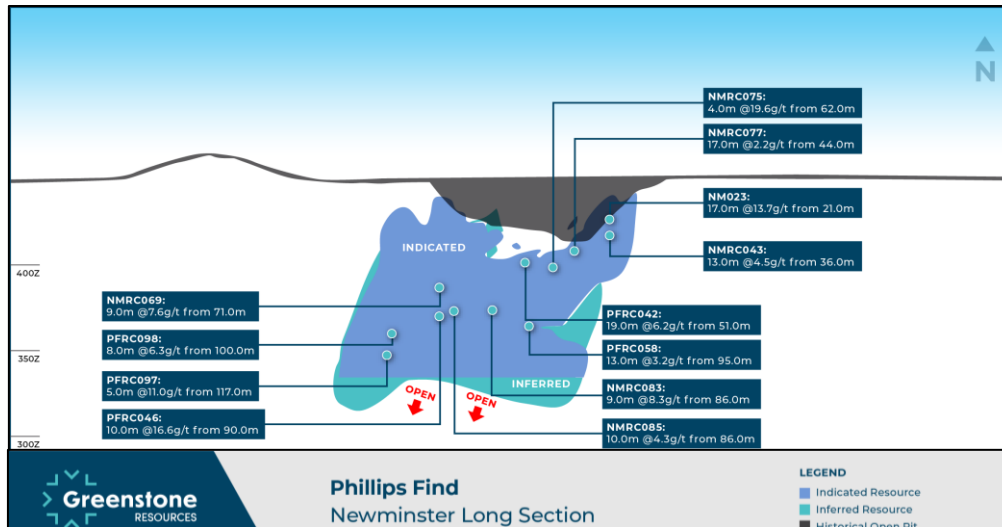 N
NMRC075:
4.0m @19.6g/t from 62.0m
NMRC077:
17.0m @2.2g/t from 44.0m
NM023:
17.0m @13.7g/t from 21.0m
NMRC043:
13.0m @4.5g/t from 36.0m
INDICATED
400Z
NMRC069:
9.0m @7.6g/t from 71.0m
PFRC098:
8.0m @6.3g/t from 100.0m
PFRC097:
5.0m @11.0g/t from 117.0m
PFRC046:
10.0m @16.6g/t from 90.0m
PFRC042:
19.0m @6.2g/t from 51.0m
PFRC058:
13.0m @3.2g/t from 95.0m
NMRC083:
9.0m @8.3g/t from 86.0m
NMRC085:
10.0m @4.3g/t from 86.0m
350Z
INFERRED
OPEN
OPEN
300Z
Greenstone
RESOURCES
Phillips Find
Newminster Long Section
LEGEND
Indicated Resource
Inferred Resource
Historical Open Pit